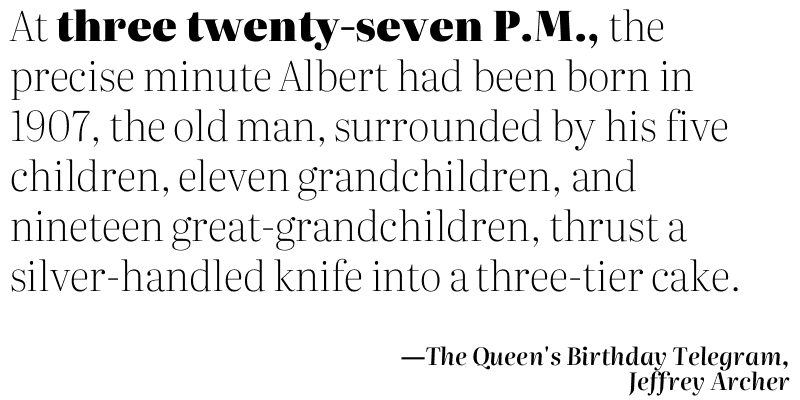 At three twenty-seven P.M., the
precise minute Albert had been born in
1907, the old man, surrounded by his five
children, eleven grandchildren, and
nineteen great-grandchildren, thrust a
silver-handled knife into a three-tier cake.
—The Queen's Birthday Telegram,
Jeffrey Archer